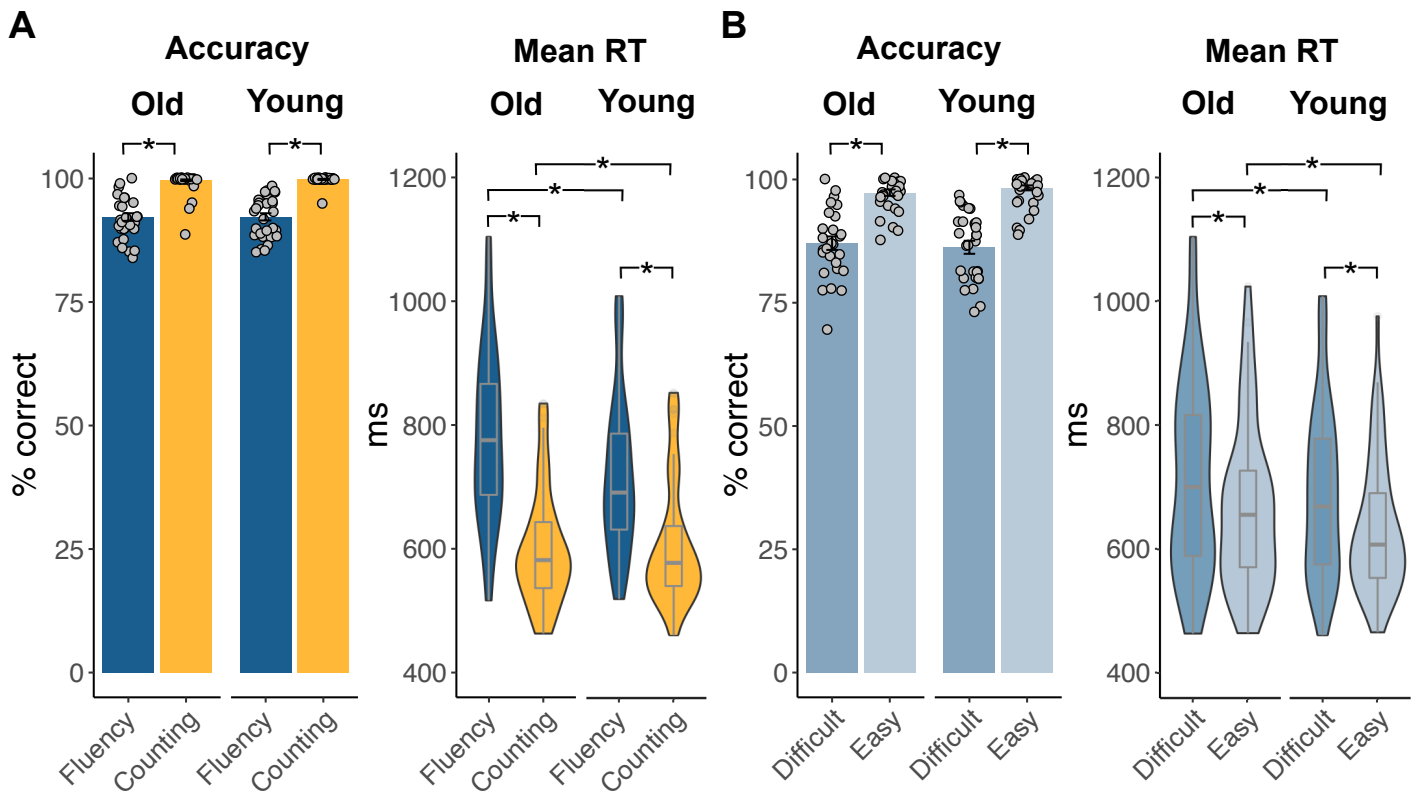 A
Accuracy
Old Young
% correct
100
75
50
25
0
* *
Fluency Counting Fluency Counting
Mean RT
Old Young
ms
1200
1000
800
600
400
* * * *
Fluency Counting Fluency Counting
B
Accuracy
Old Young
% correct
100
75
50
25
0
* *
Difficult Easy Difficult Easy
Mean RT
Old Young
ms
1200
1000
800
600
400
* * * *
Difficult Easy Difficult Easy